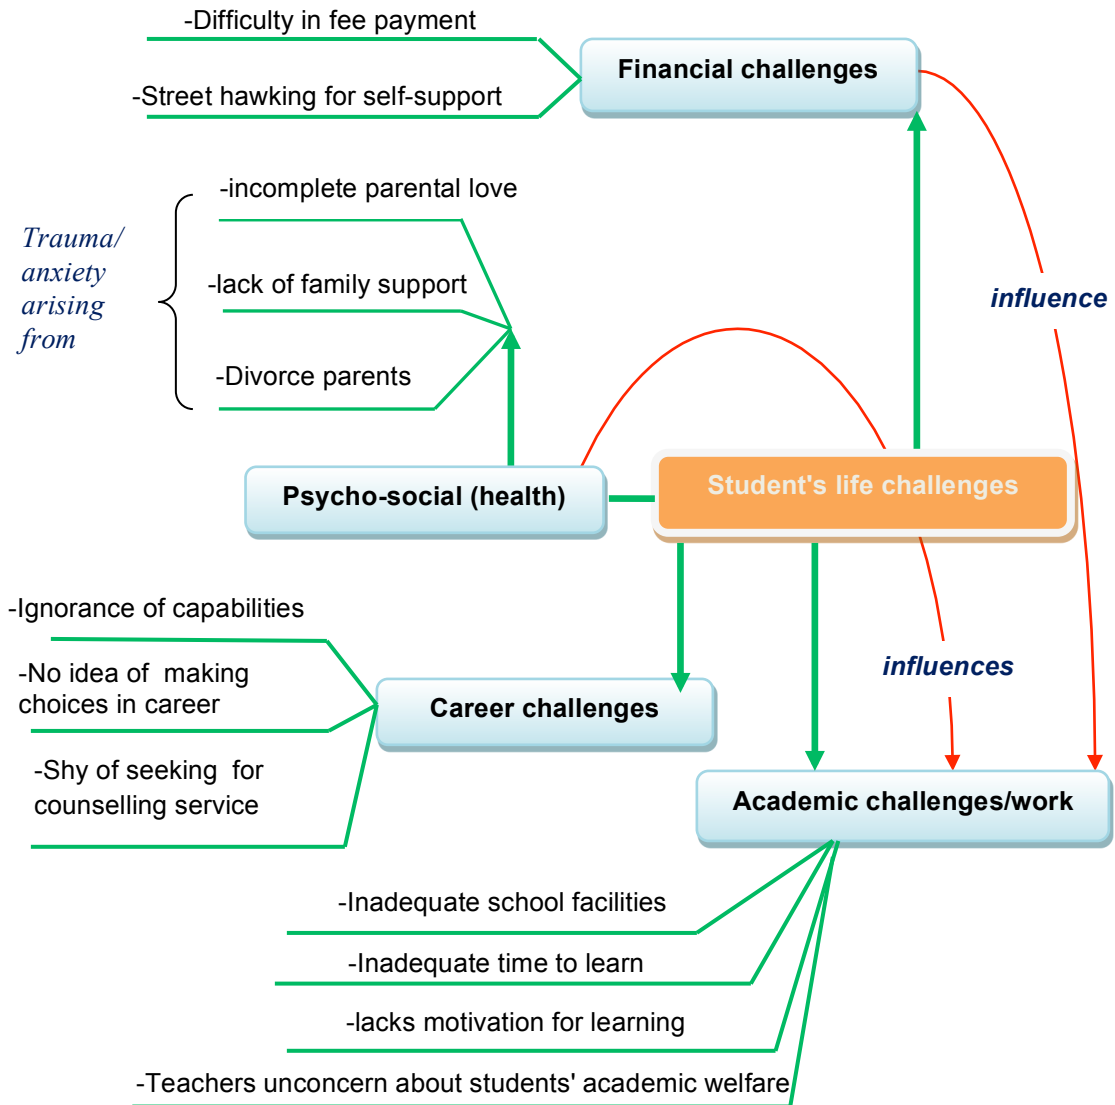 -Difficulty in fee payment
Financial challenges
-Street hawking for self-support
-incomplete parental love
Trauma/
anxiety
arising
from
-lack of family support
-Divorce parents
influence
Psycho-social (health)
Student's life challenges
-Ignorance of capabilities
-No idea of making
choices in career
-Shy of seeking for
counselling service
Career challenges
influences
Academic challenges/work
-Inadequate school facilities
-Inadequate time to learn
-lacks motivation for learning
-Teachers unconcern about students' academic welfare